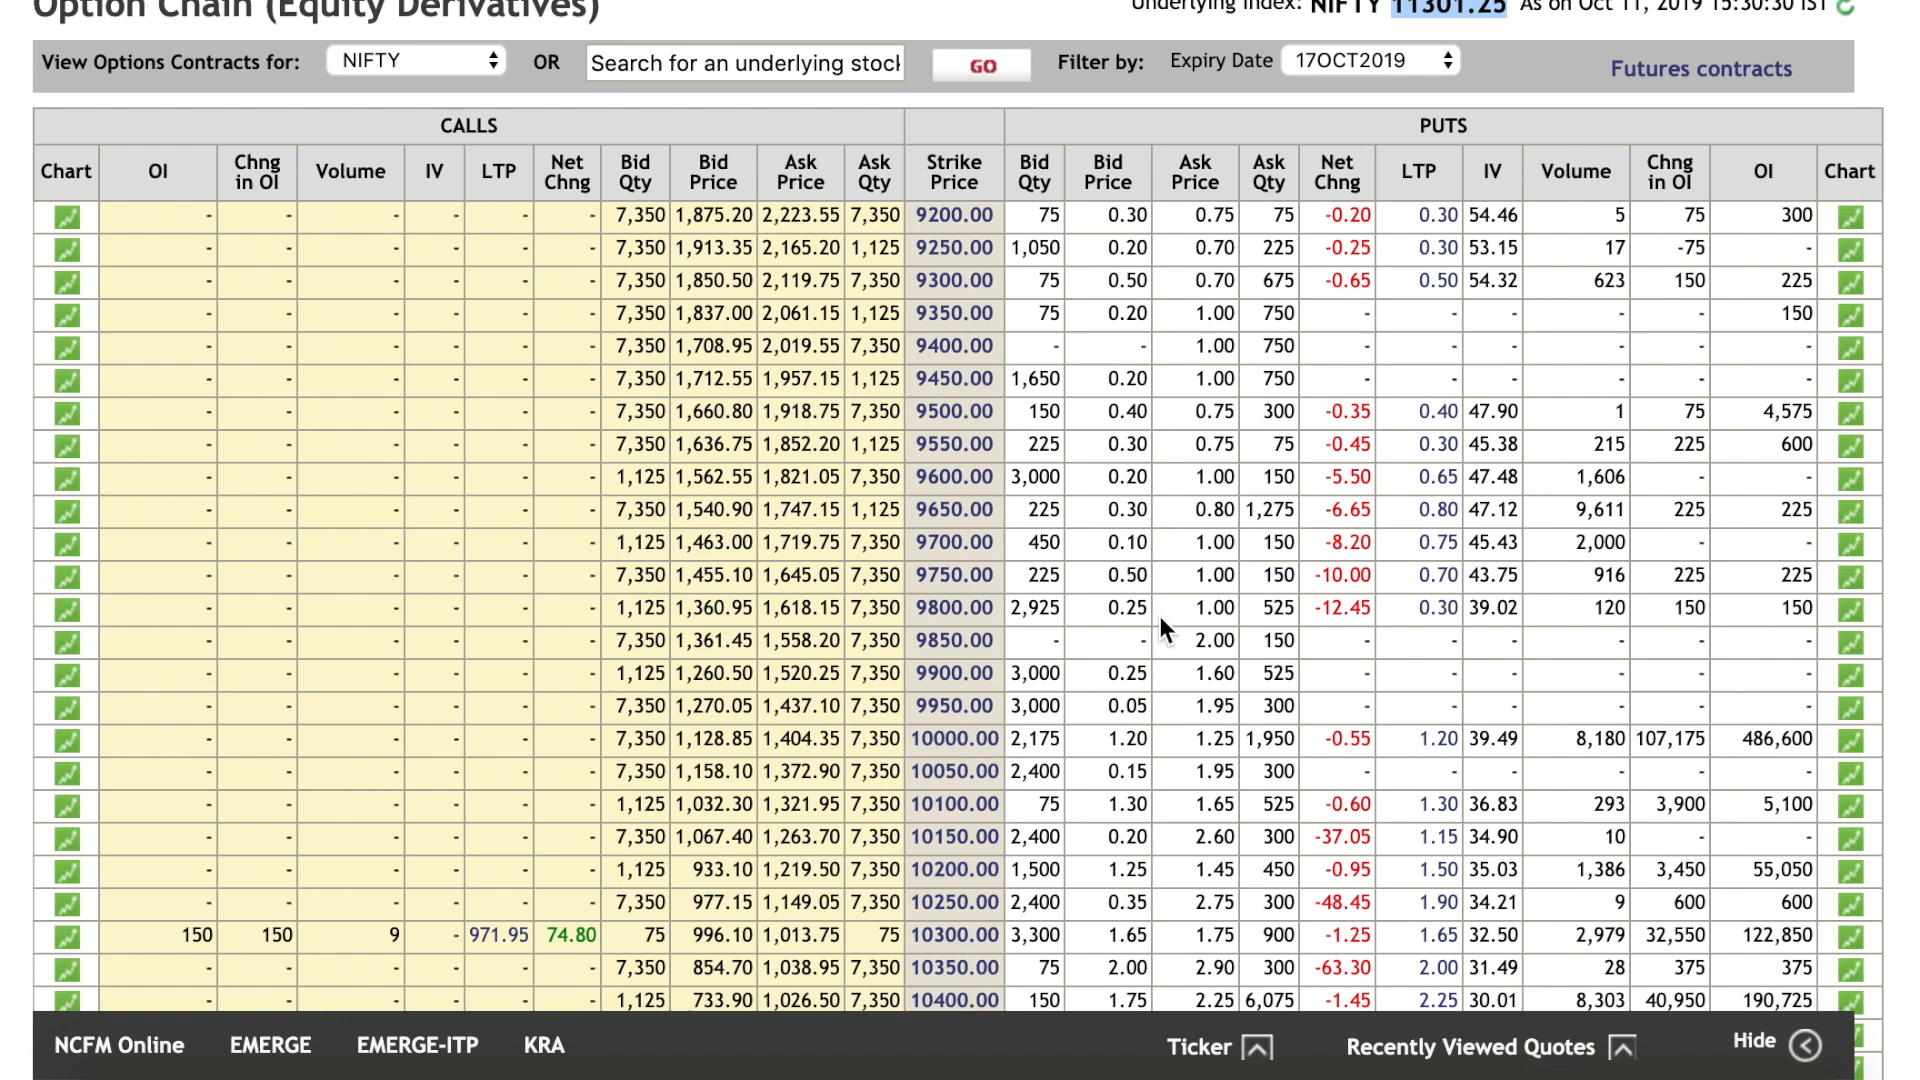 Option Chain (Equity Derivatives)
Underlying Index: NIFTY 11301.25 As on Oct 11, 2019 15:30:30 IST
View Options Contracts for: NIFTY OR Search for an underlying stock GO Filter by: Expiry Date 17OCT2019 Futures contracts
CALLS PUTS
Chart OI Chng in OI Volume IV LTP Net Chng Bid Qty Bid Price Ask Price Ask Qty Strike Price Bid Qty Bid Price Ask Price Ask Qty Net Chng LTP IV Volume Chng in OI OI Chart
- - - - - - 7,350 1,875.20 2,223.55 7,350 9200.00 75 0.30 0.75 75 -0.20 0.30 54.46 5 75 300
- - - - - - 7,350 1,913.35 2,165.20 1,125 9250.00 1,050 0.20 0.70 225 -0.25 0.30 53.15 17 -75 -
- - - - - - 7,350 1,850.50 2,119.75 7,350 9300.00 75 0.50 0.70 675 -0.65 0.50 54.32 623 150 225
- - - - - - 7,350 1,837.00 2,061.15 1,125 9350.00 75 0.20 1.00 750 - - - - - 150
- - - - - - 7,350 1,708.95 2,019.55 7,350 9400.00 - - 1.00 750 - - - - - -
- - - - - - 7,350 1,712.55 1,957.15 1,125 9450.00 1,650 0.20 1.00 750 - - - - - -
- - - - - - 7,350 1,660.80 1,918.75 7,350 9500.00 150 0.40 0.75 300 -0.35 0.40 47.90 1 75 4,575
- - - - - - 7,350 1,636.75 1,852.20 1,125 9550.00 225 0.30 0.75 75 -0.45 0.30 45.38 215 225 600
- - - - - - 1,125 1,562.55 1,821.05 7,350 9600.00 3,000 0.20 1.00 150 -5.50 0.65 47.48 1,606 - -
- - - - - - 7,350 1,540.90 1,747.15 1,125 9650.00 225 0.30 0.80 1,275 -6.65 0.80 47.12 9,611 225 225
- - - - - - 1,125 1,463.00 1,719.75 7,350 9700.00 450 0.10 1.00 150 -8.20 0.75 45.43 2,000 - -
- - - - - - 7,350 1,455.10 1,645.05 7,350 9750.00 225 0.50 1.00 150 -10.00 0.70 43.75 916 225 225
- - - - - - 1,125 1,360.95 1,618.15 7,350 9800.00 2,925 0.25 1.00 525 -12.45 0.30 39.02 120 150 150
- - - - - - 7,350 1,361.45 1,558.20 7,350 9850.00 - - 2.00 150 - - - - - -
- - - - - - 1,125 1,260.50 1,520.25 7,350 9900.00 3,000 0.25 1.60 525 - - - - - -
- - - - - - 7,350 1,270.05 1,437.10 7,350 9950.00 3,000 0.05 1.95 300 - - - - - -
- - - - - - 7,350 1,128.85 1,404.35 7,350 10000.00 2,175 1.20 1.25 1,950 -0.55 1.20 39.49 8,180 107,175 486,600
- - - - - - 7,350 1,158.10 1,372.90 7,350 10050.00 2,400 0.15 1.95 300 - - - - - -
- - - - - - 1,125 1,032.30 1,321.95 7,350 10100.00 75 1.30 1.65 525 -0.60 1.30 36.83 293 3,900 5,100
- - - - - - 7,350 1,067.40 1,263.70 7,350 10150.00 2,400 0.20 2.60 300 -37.05 1.15 34.90 10 - -
- - - - - - 1,125 933.10 1,219.50 7,350 10200.00 1,500 1.25 1.45 450 -0.95 1.50 35.03 1,386 3,450 55,050
- - - - - - 7,350 977.15 1,149.05 7,350 10250.00 2,400 0.35 2.75 300 -48.45 1.90 34.21 9 600 600
150 150 9 - 971.95 74.80 75 996.10 1,013.75 75 10300.00 3,300 1.65 1.75 900 -1.25 1.65 32.50 2,979 32,550 122,850
- - - - - - 7,350 854.70 1,038.95 7,350 10350.00 75 2.00 2.90 300 -63.30 2.00 31.49 28 375 375
- - - - - - 1,125 733.90 1,026.50 7,350 10400.00 150 1.75 2.25 6,075 -1.45 2.25 30.01 8,303 40,950 190,725
NCFM Online EMERGE EMERGE-ITP KRA Ticker Recently Viewed Quotes Hide